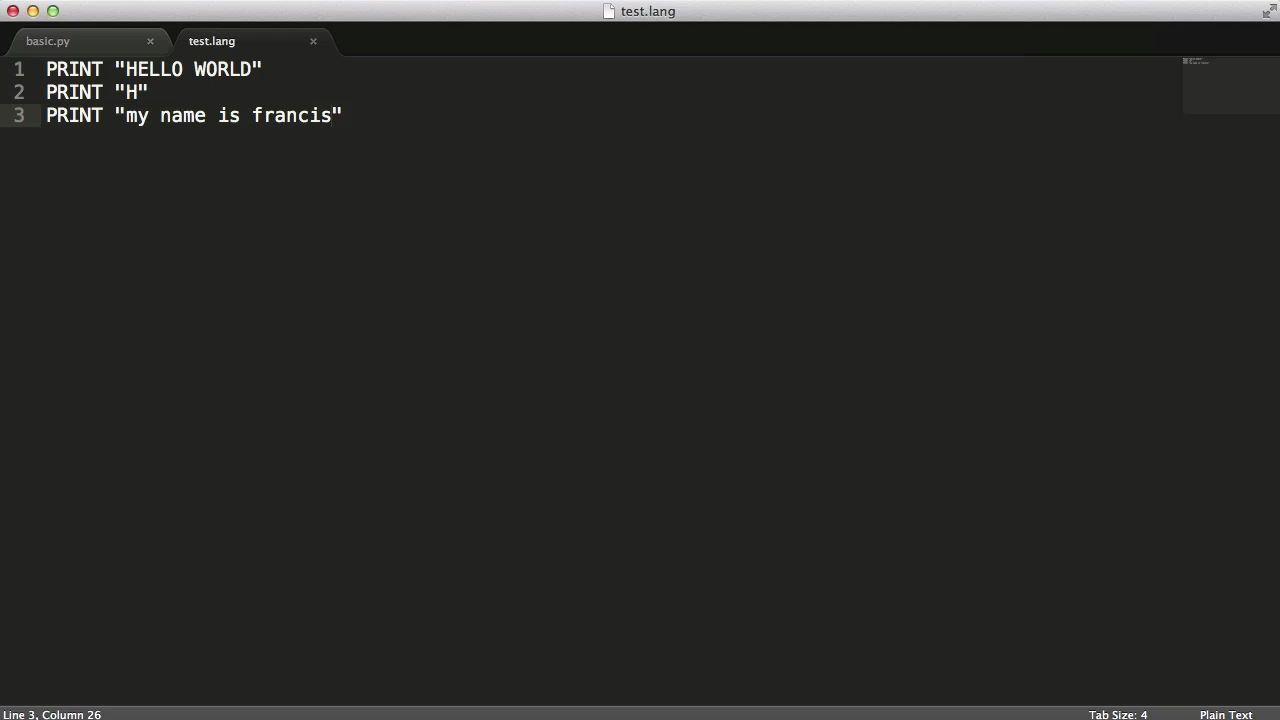 test.lang
basic.py × test.lang ×
1 PRINT "HELLO WORLD"
2 PRINT "H"
3 PRINT "my name is francis"
Line 3, Column 26 Tab Size: 4 Plain Text